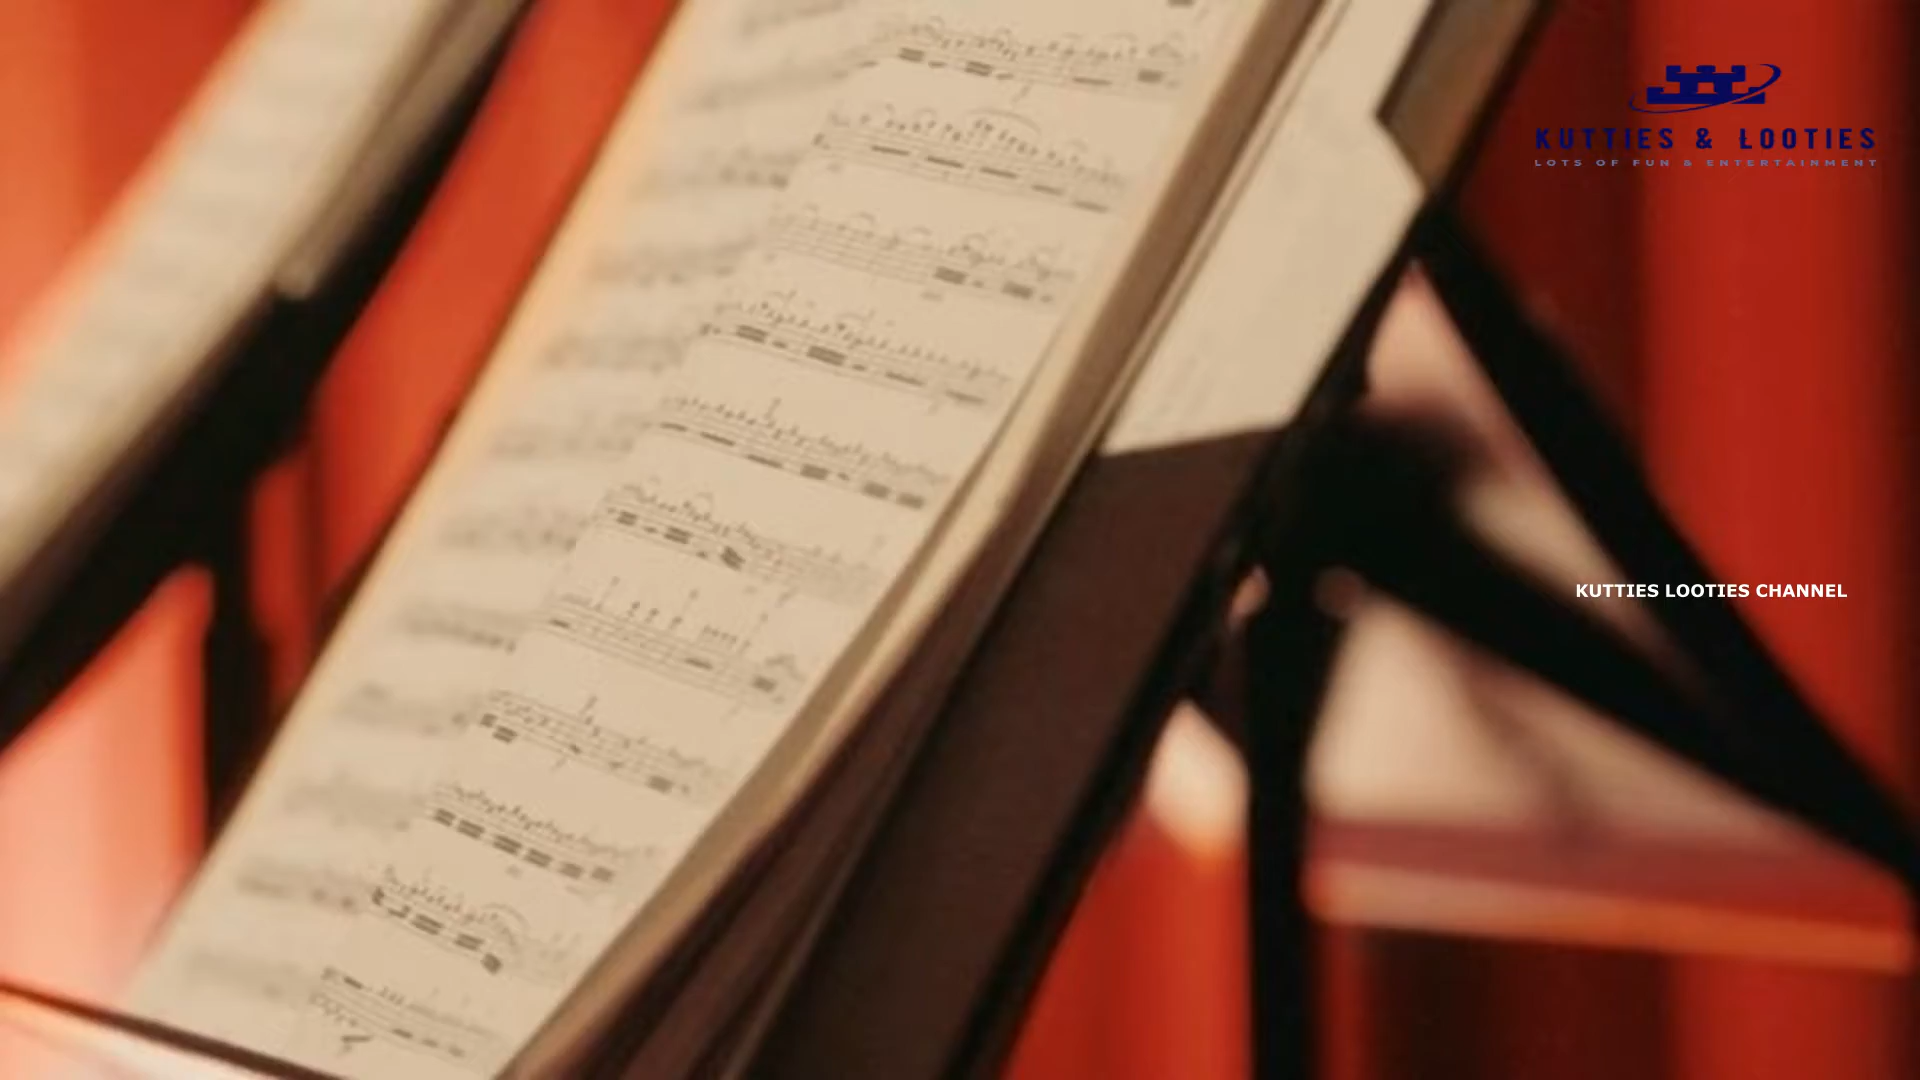 KUTTIES & LOOTIES
LOTS OF FUN & ENTERTAINMENT
KUTTIES LOOTIES CHANNEL